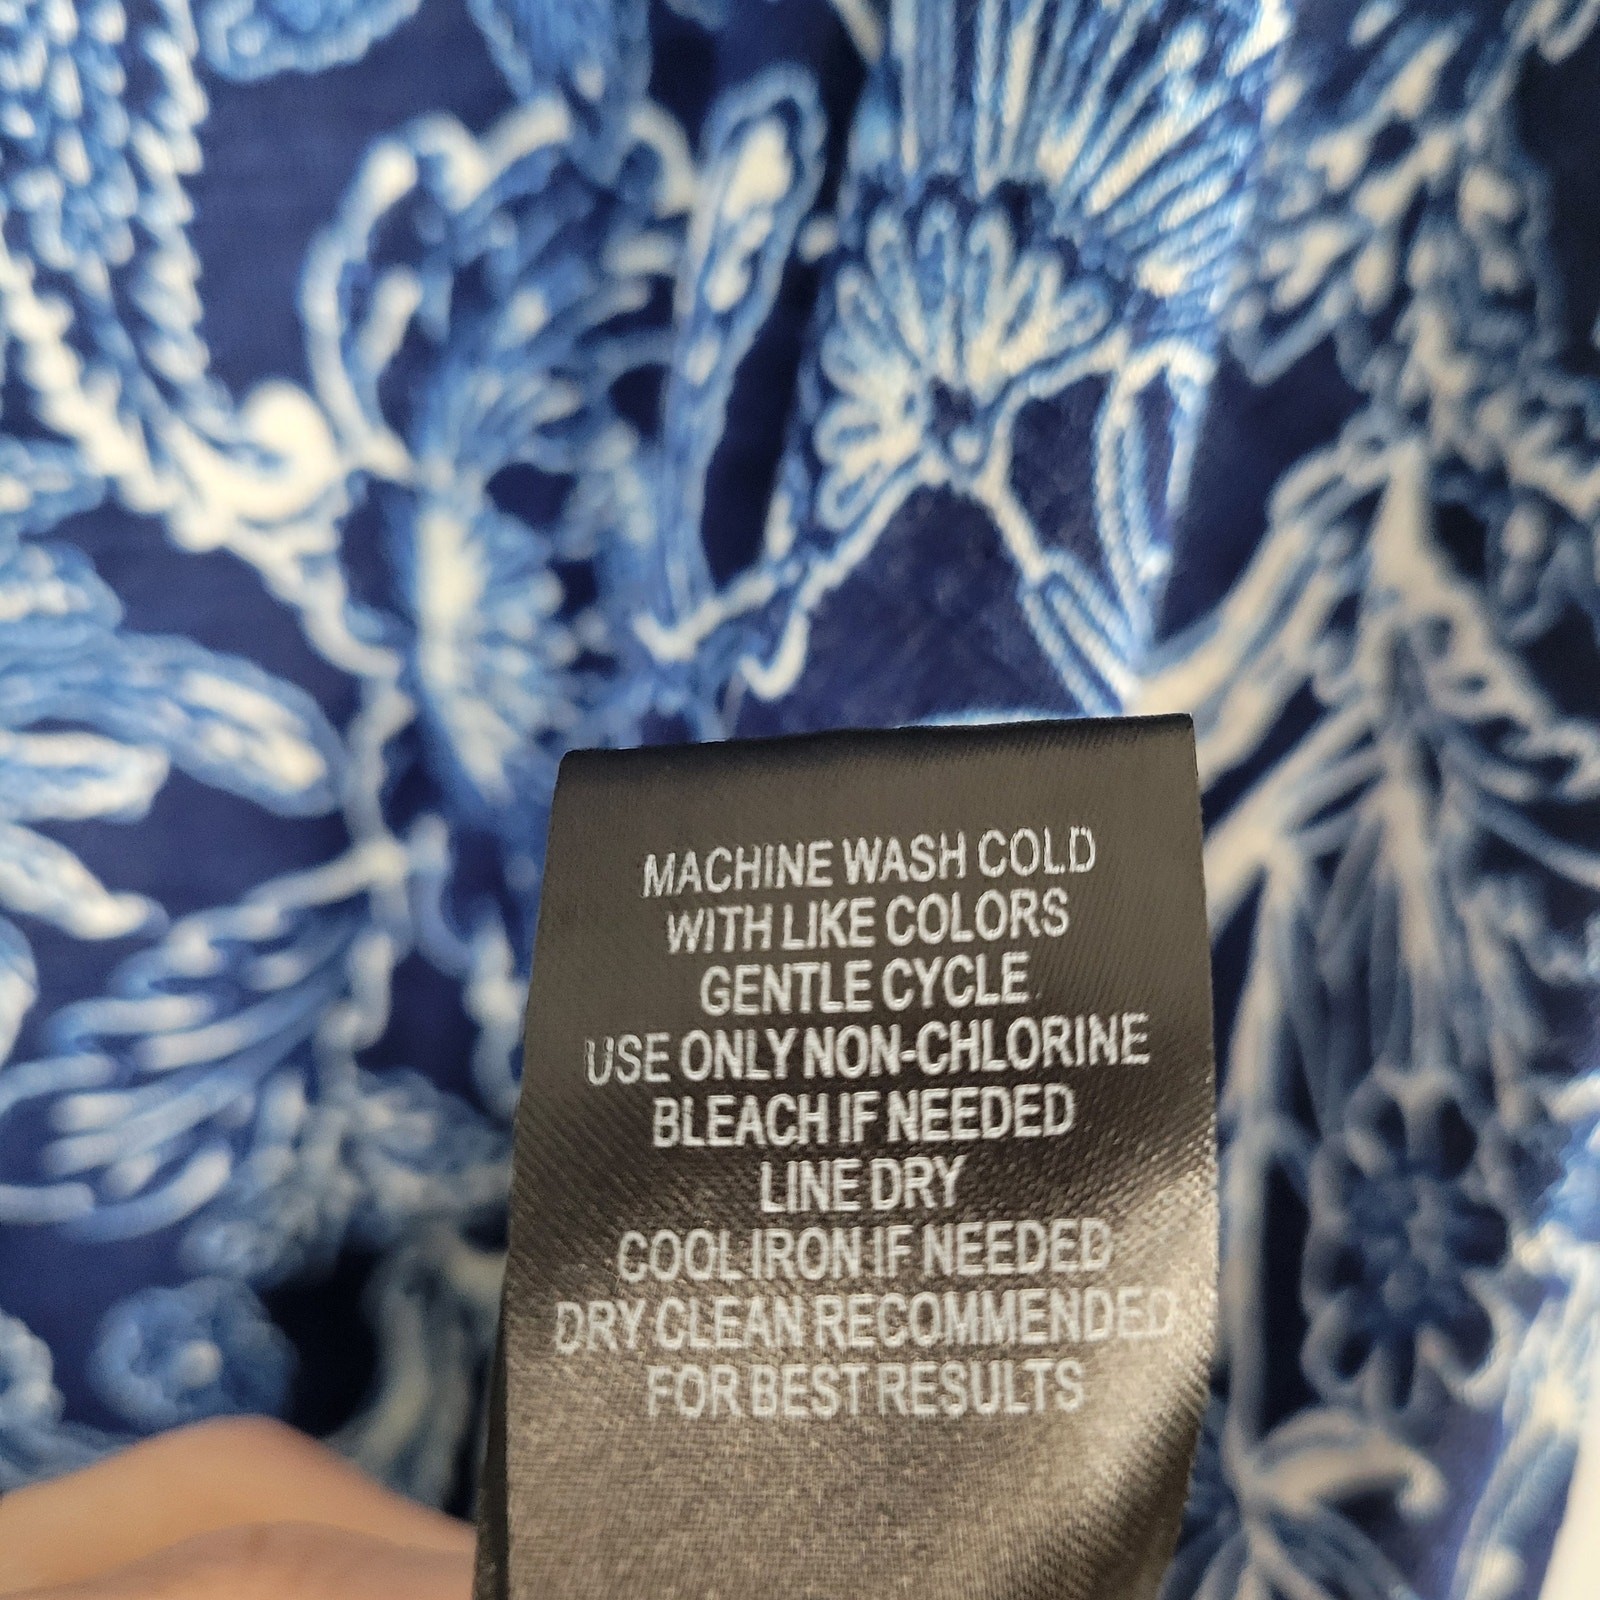 MACHINE WASH COLD
WITH LIKE COLORS
GENTLE CYCLE
USE ONLY NON-CHLORINE
BLEACH IF NEEDED
LINE DRY
COOL IRON IF NEEDED
DRY CLEAN RECOMMENDED
FOR BEST RESULTS